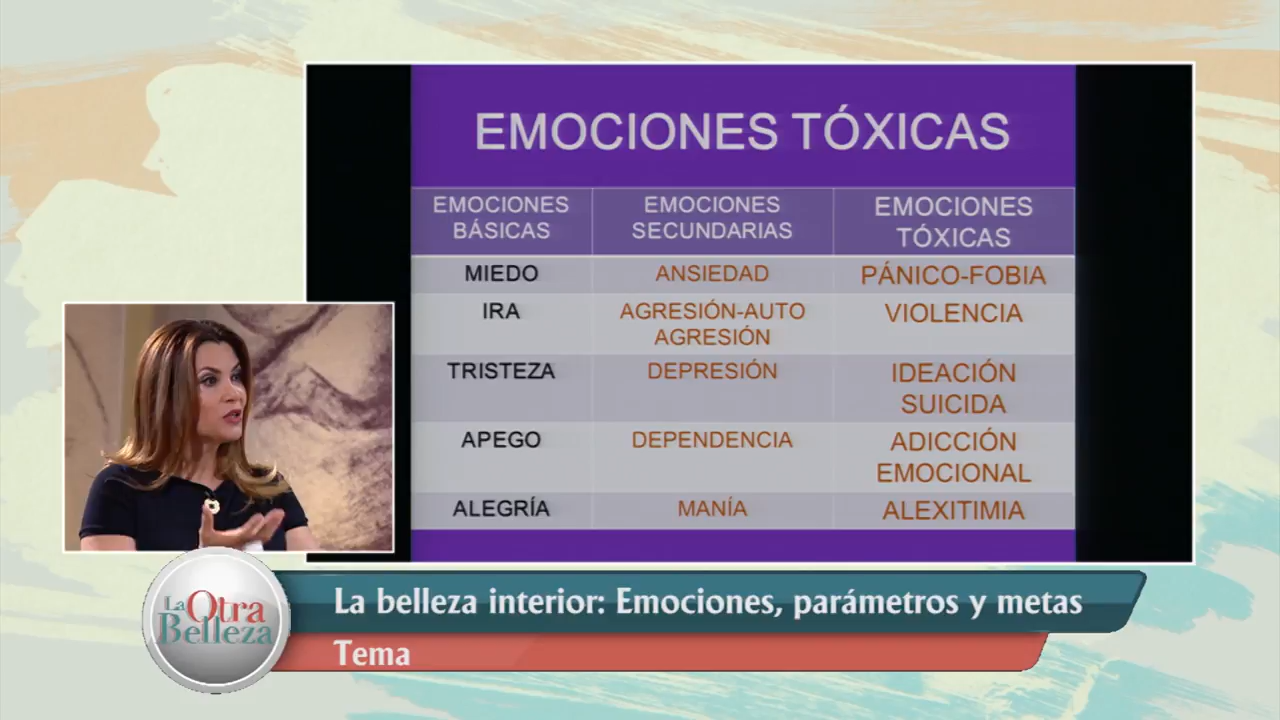 EMOCIONES TÓXICAS
EMOCIONES BÁSICAS
EMOCIONES SECUNDARIAS
EMOCIONES TÓXICAS
MIEDO
ANSIEDAD
PÁNICO-FOBIA
IRA
AGRESIÓN-AUTO
AGRESIÓN
VIOLENCIA
TRISTEZA
DEPRESIÓN
IDEACIÓN
SUICIDA
APEGO
DEPENDENCIA
ADICCIÓN
EMOCIONAL
ALEGRÍA
MANÍA
ALEXITIMIA
La Otra
Belleza
La belleza interior: Emociones, parámetros y metas
Tema